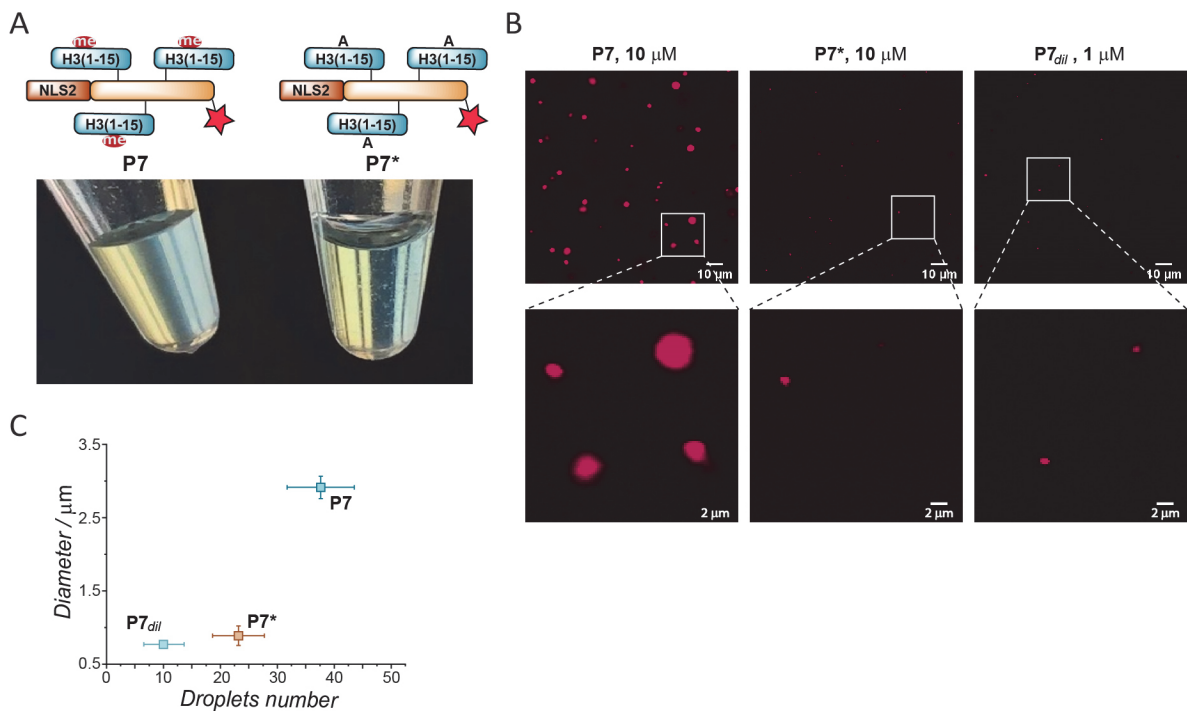 A
me
me
H3(1-15)
H3(1-15)
NLS2
H3(1-15)
me
P7
A
A
H3(1-15)
H3(1-15)
NLS2
H3(1-15)
A
P7*
B
P7, 10 μM
P7*, 10 μM
P7dil , 1 μM
10 μm
10 μm
10 μm
2 μm
2 μm
2 μm
C
3.5
2.5
1.5
0.5
Diameter / μm
P7
P7dil
P7*
0
10
20
30
40
50
Droplets number